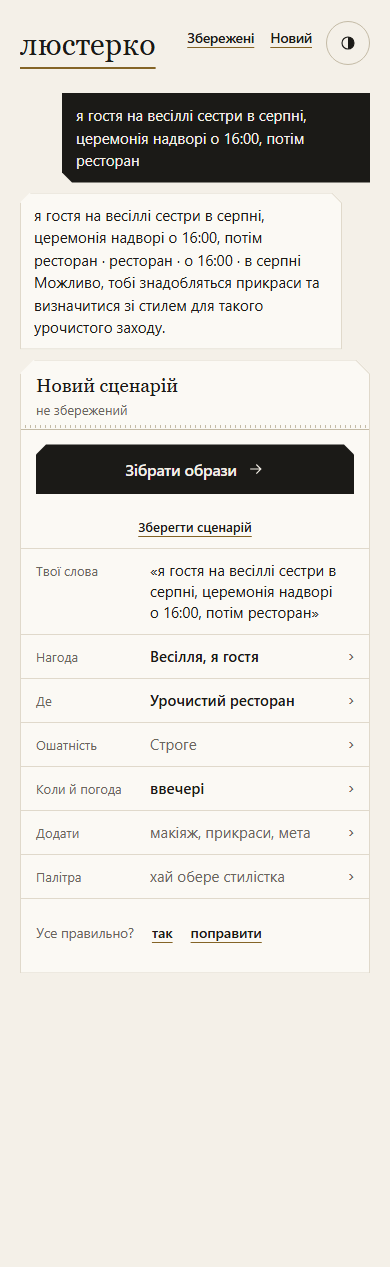 люстерко
Збережені Новий
я гостя на весіллі сестри в серпні,
церемонія надворі о 16:00, потім
ресторан
я гостя на весіллі сестри в серпні,
церемонія надворі о 16:00, потім
ресторан · ресторан · о 16:00 · в серпні
Можливо, тобі знадобляться прикраси та
визначитися зі стилем для такого
урочистого заходу.
Новий сценарій
не збережений
Зібрати образи →
Зберегти сценарій
Твої слова «я гостя на весіллі сестри в
серпні, церемонія надворі
о 16:00, потім ресторан»
Нагода Весілля, я гостя ›
Де Урочистий ресторан ›
Ошатність Строге ›
Коли й погода ввечері ›
Додати макіяж, прикраси, мета ›
Палітра хай обере стилістка ›
Усе правильно? так поправити